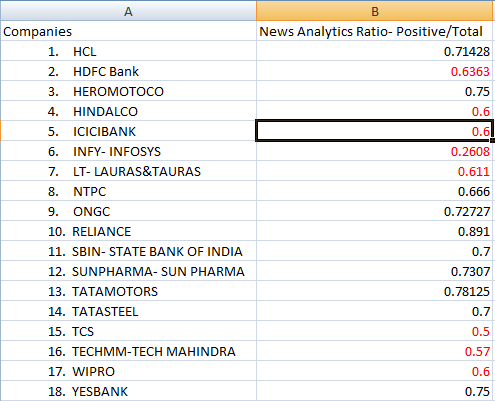 A B
Companies News Analytics Ratio- Positive/Total
1. HCL 0.71428
2. HDFC Bank 0.6363
3. HEROMOTOCO 0.75
4. HINDALCO 0.6
5. ICICIBANK 0.6
6. INFY- INFOSYS 0.2608
7. LT- LAURAS&TAURAS 0.611
8. NTPC 0.666
9. ONGC 0.72727
10. RELIANCE 0.891
11. SBIN- STATE BANK OF INDIA 0.7
12. SUNPHARMA- SUN PHARMA 0.7307
13. TATAMOTORS 0.78125
14. TATASTEEL 0.7
15. TCS 0.5
16. TECHMM-TECH MAHINDRA 0.57
17. WIPRO 0.6
18. YESBANK 0.75